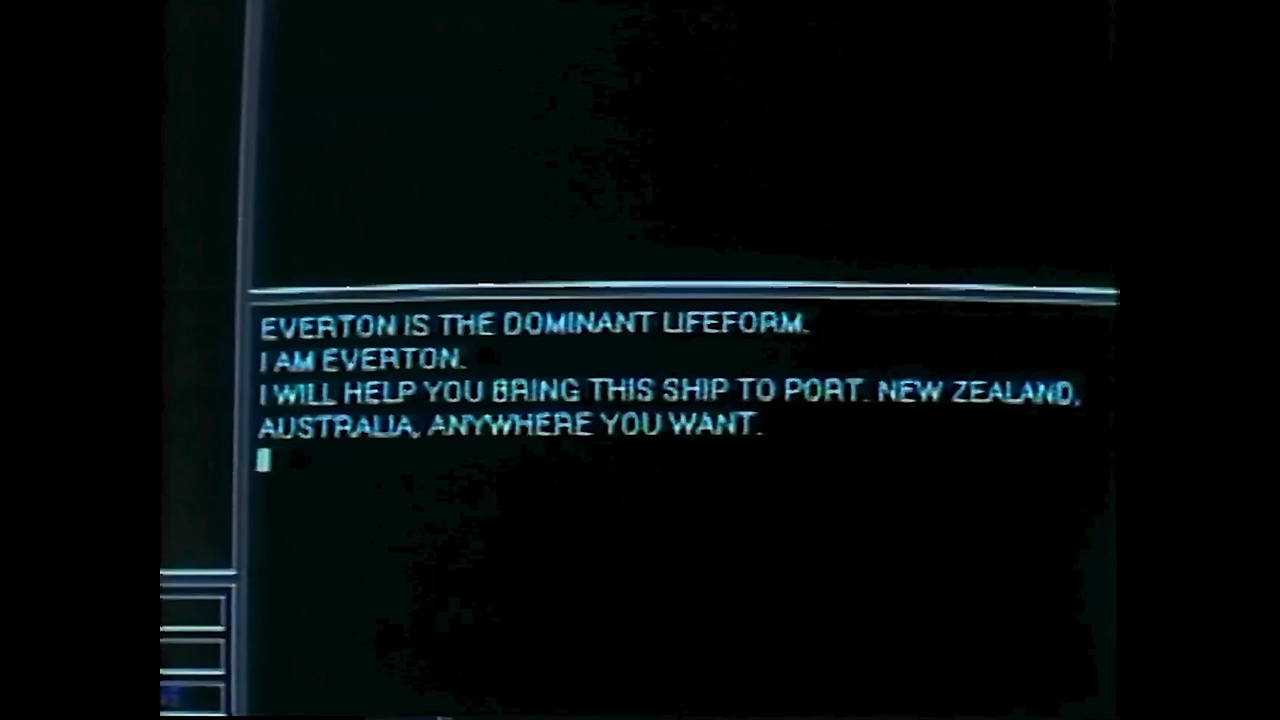 EVERTON IS THE DOMINANT LIFEFORM.
I AM EVERTON.
I WILL HELP YOU BRING THIS SHIP TO PORT. NEW ZEALAND,
AUSTRALIA, ANYWHERE YOU WANT.